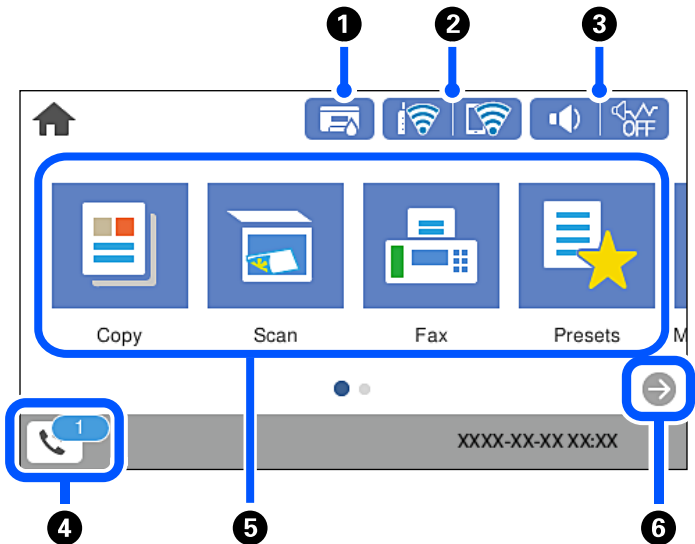 1 2 3
OFF
Copy Scan Fax Presets M
1
XXXX-XX-XX XX:XX
4 5 6